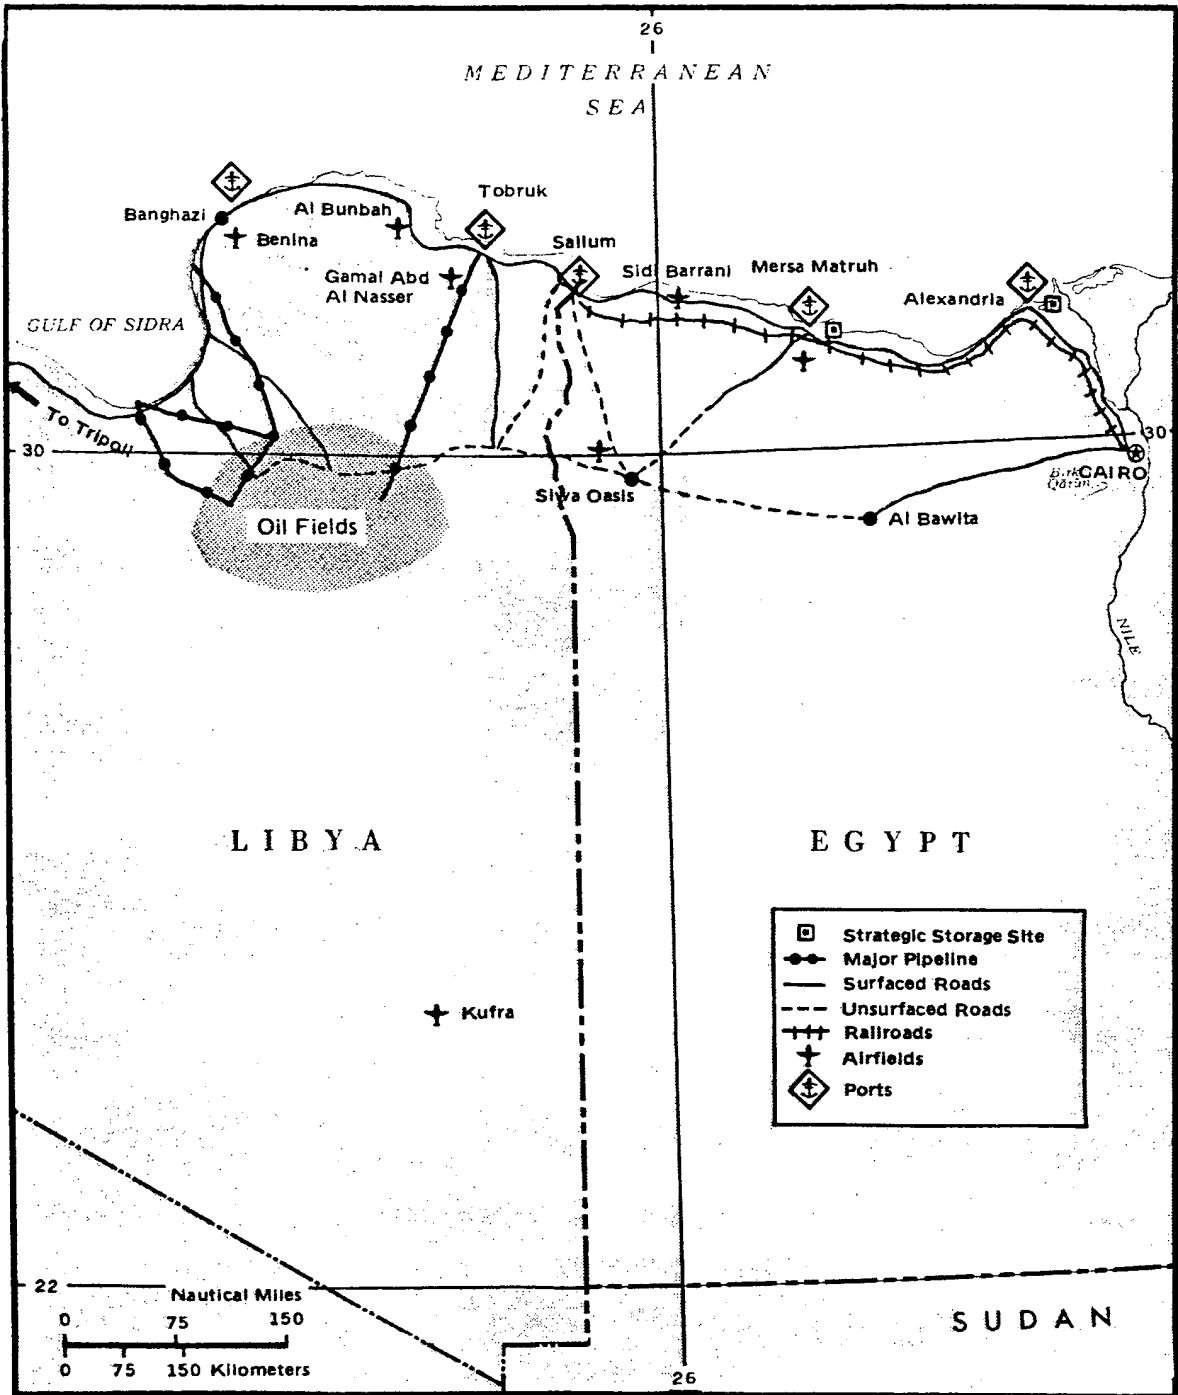 26
MEDITERRANEAN
SEA
Tobruk
Banghazi
Al Bunbah
Benina
Sallum
Gamal Abd
Al Nasser
Sidi Barrani
Mersa Matruh
Alexandria
GULF OF SIDRA
To Tripoli
30
30
CAIRO
Siwa Oasis
Oil Fields
Al Bawita
NILE
LIBYA
EGYPT
Strategic Storage Site
Major Pipeline
Surfaced Roads
Unsurfaced Roads
Railroads
Airfields
Ports
Kufra
22
Nautical Miles
0 75 150
0 75 150 Kilometers
SUDAN
26